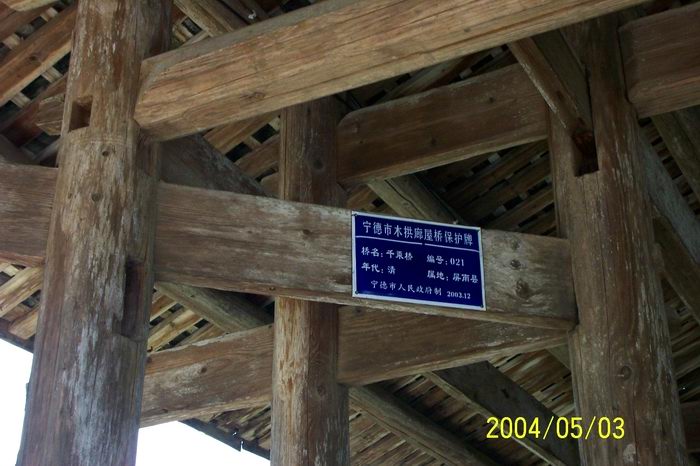 宁德市木拱廊屋桥保护牌
桥名：千乘桥 编号：021
年代：清 属地：屏南县
宁德市人民政府制 2003.12
2004/05/03